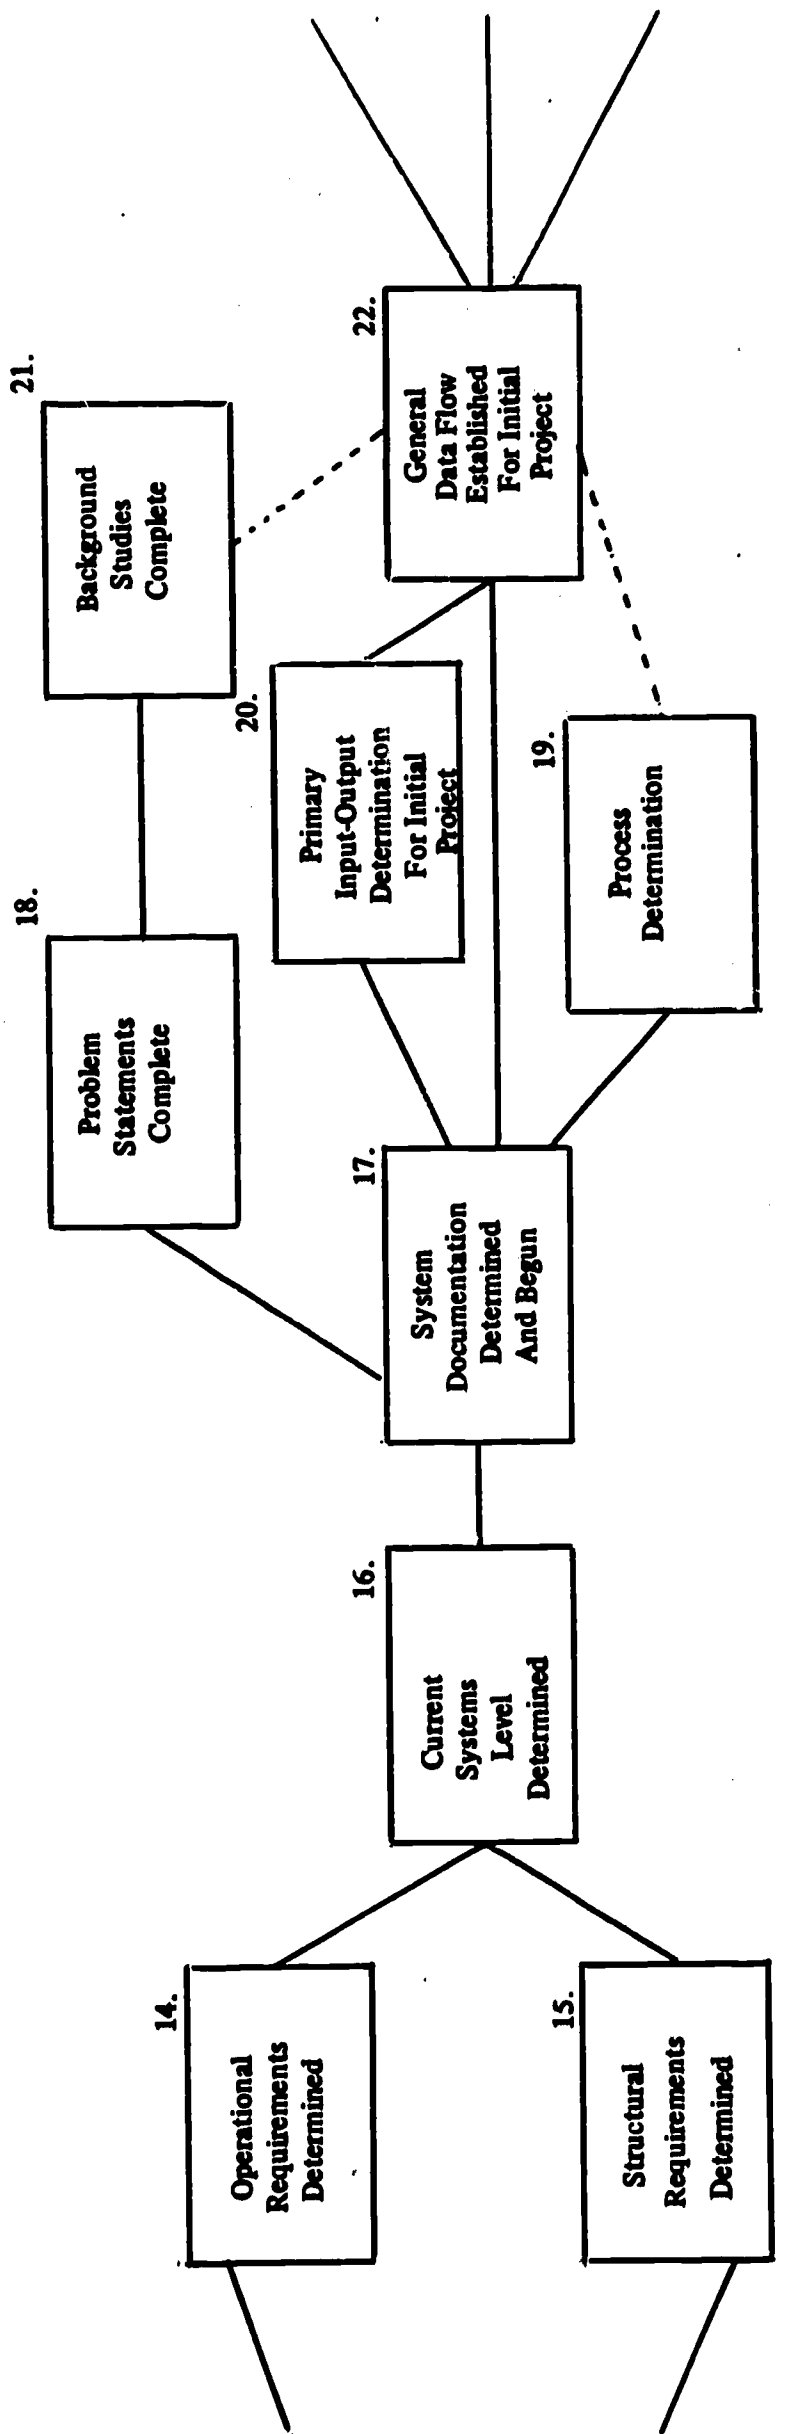 14.
Operational
Requirements
Determined
15.
Structural
Requirements
Determined
16.
Current
Systems
Level
Determined
17.
System
Documentation
Determined
And Begun
18.
Problem
Statements
Complete
19.
Process
Determination
20.
Primary
Input-Output
Determination
For Initial
Project
21.
Background
Studies
Complete
22.
General
Data Flow
Established
For Initial
Project